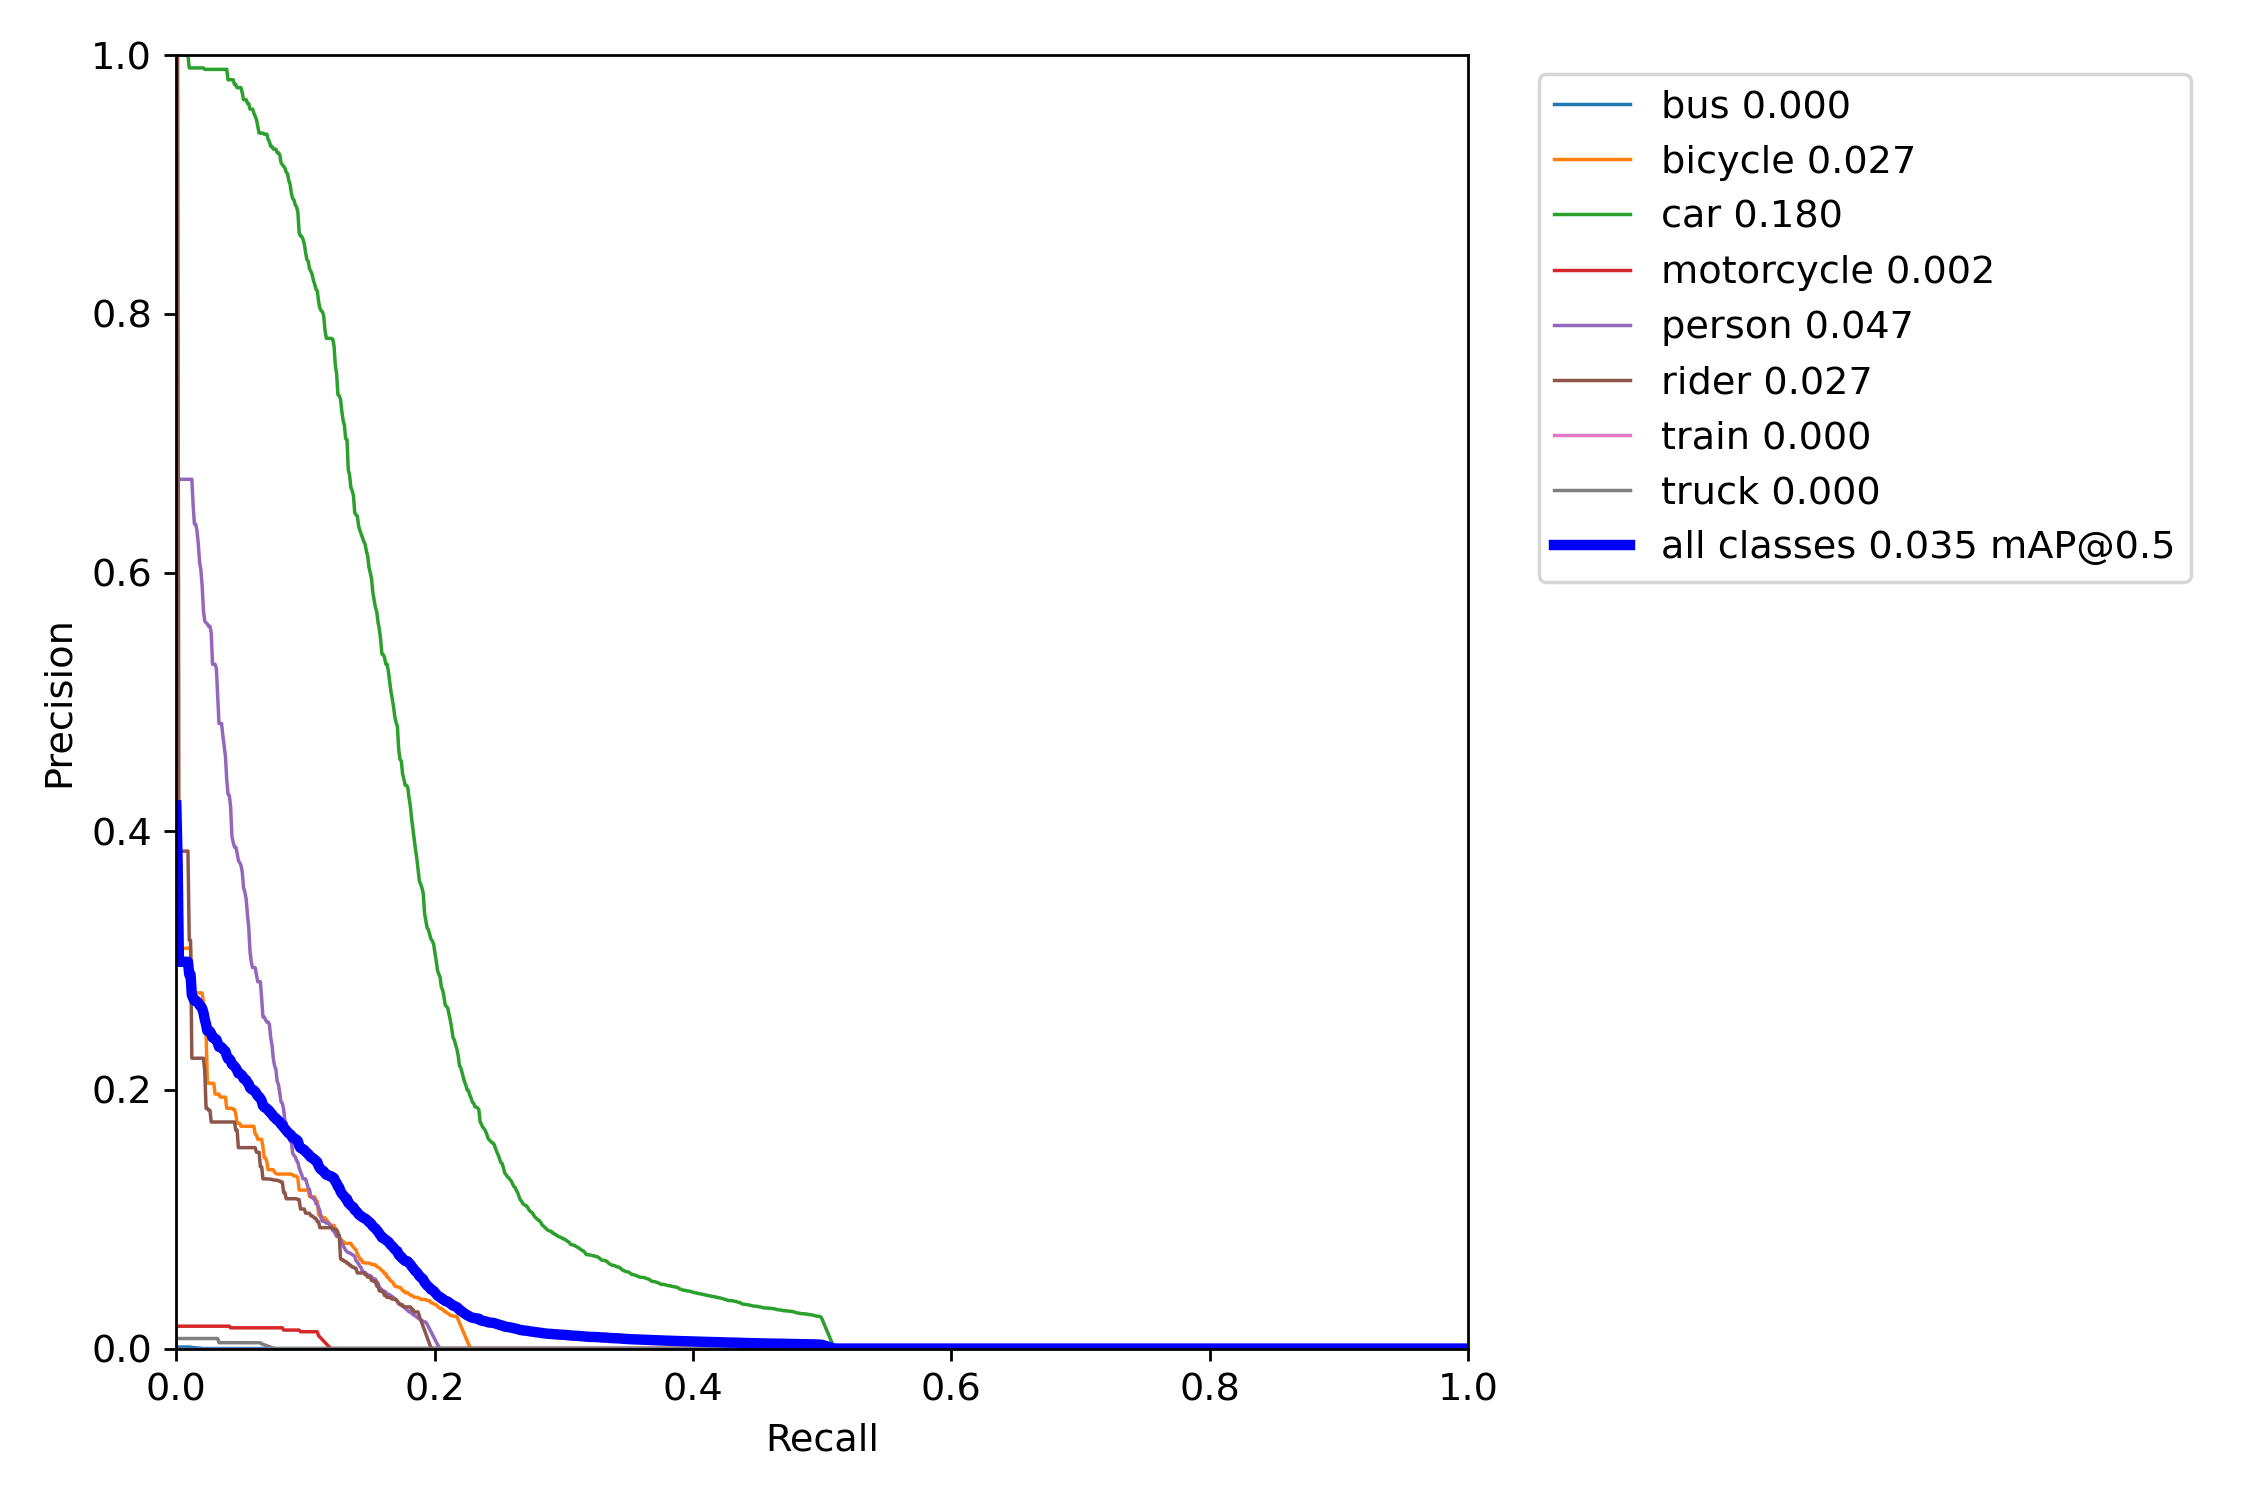 1.0
0.8
0.6
0.4
0.2
0.0
Precision
0.0 0.2 0.4 0.6 0.8 1.0
Recall
bus 0.000
bicycle 0.027
car 0.180
motorcycle 0.002
person 0.047
rider 0.027
train 0.000
truck 0.000
all classes 0.035 mAP@0.5